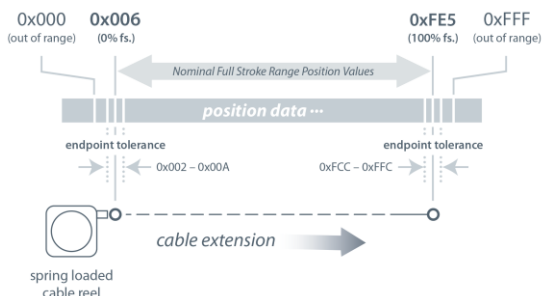 0x000 0x006 0xFE5 0xFFF
(out of range) (0% fs.) (100% fs.) (out of range)
Nominal Full Stroke Range Position Values
position data ···
endpoint tolerance endpoint tolerance
0x002 – 0x00A 0xFCC – 0xFFC
cable extension
spring loaded
cable reel